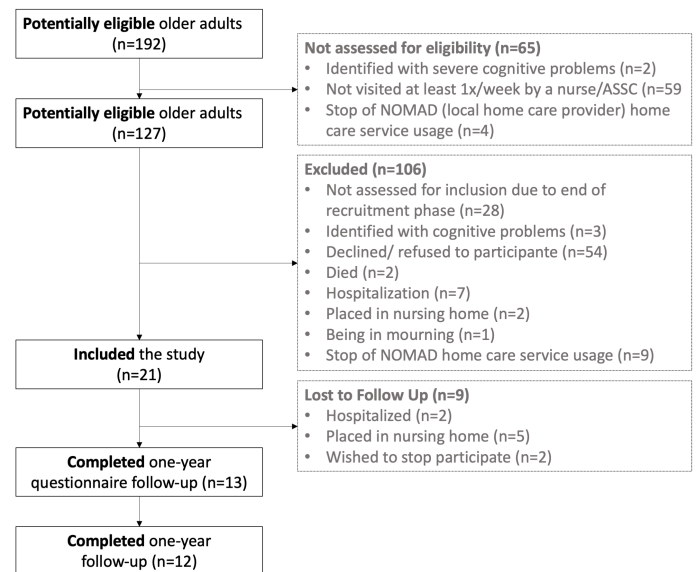 Potentially eligible older adults
(n=192)
Not assessed for eligibility (n=65)
• Identified with severe cognitive problems (n=2)
• Not visited at least 1x/week by a nurse/ASSC (n=59
• Stop of NOMAD (local home care provider) home
care service usage (n=4)
Potentially eligible older adults
(n=127)
Excluded (n=106)
• Not assessed for inclusion due to end of
recruitment phase (n=28)
• Identified with cognitive problems (n=3)
• Declined/ refused to participante (n=54)
• Died (n=2)
• Hospitalization (n=7)
• Placed in nursing home (n=2)
• Being in mourning (n=1)
• Stop of NOMAD home care service usage (n=9)
Included the study
(n=21)
Lost to Follow Up (n=9)
• Hospitalized (n=2)
• Placed in nursing home (n=5)
• Wished to stop participate (n=2)
Completed one-year
questionnaire follow-up (n=13)
Completed one-year
follow-up (n=12)